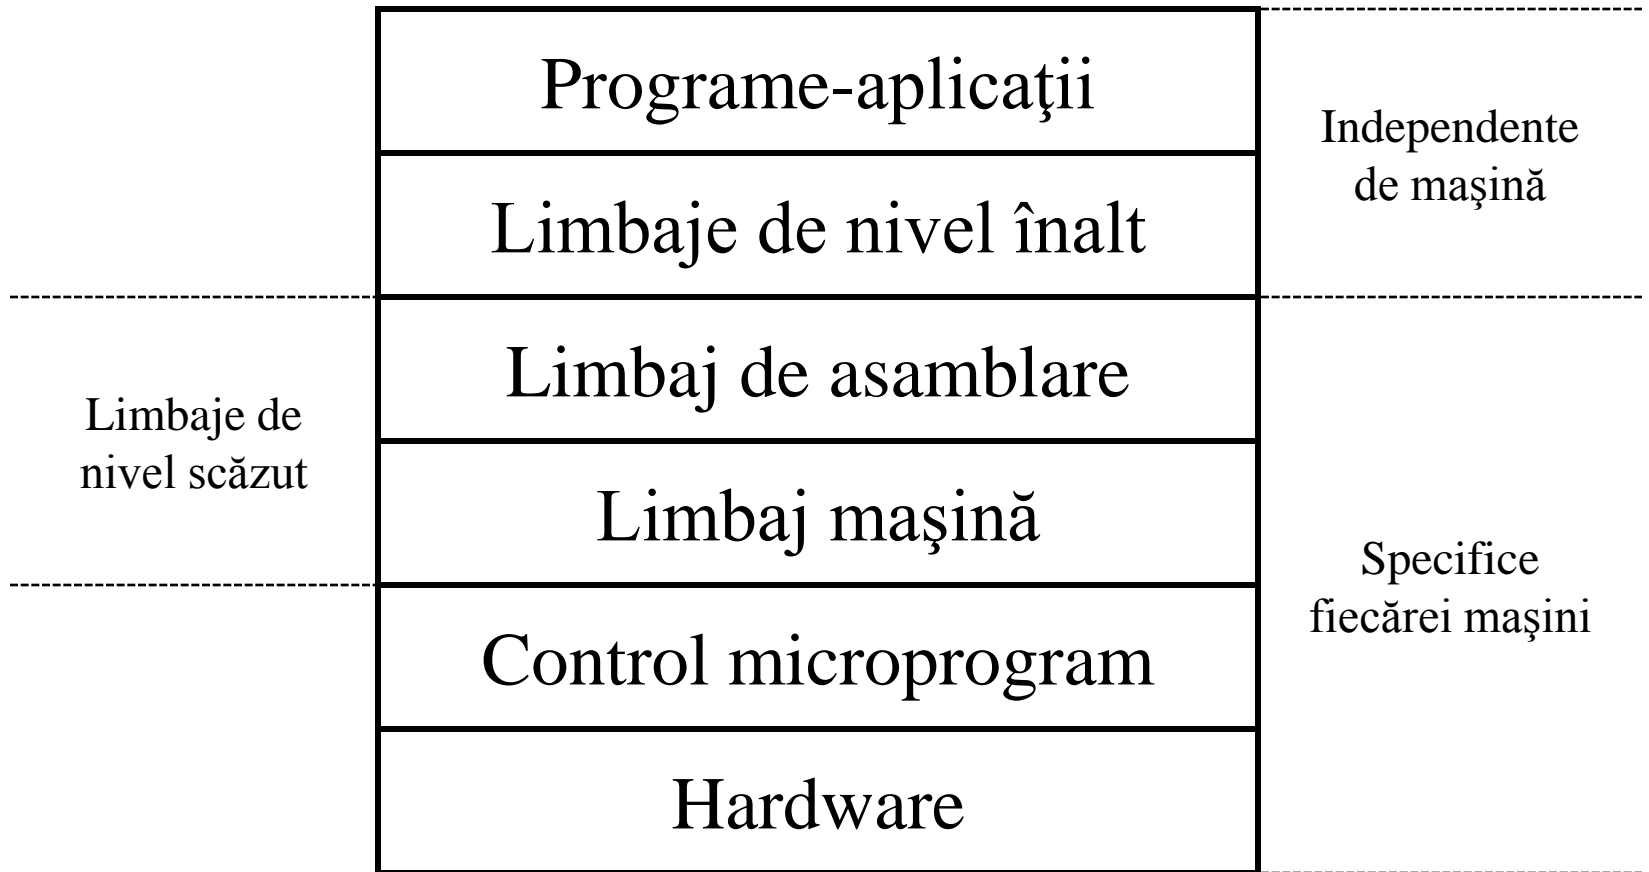 Programe-aplicaţii
Independente
de maşină
Limbaje de nivel înalt
Limbaj de asamblare
Limbaje de
nivel scăzut
Limbaj maşină
Specifice
fiecărei maşini
Control microprogram
Hardware